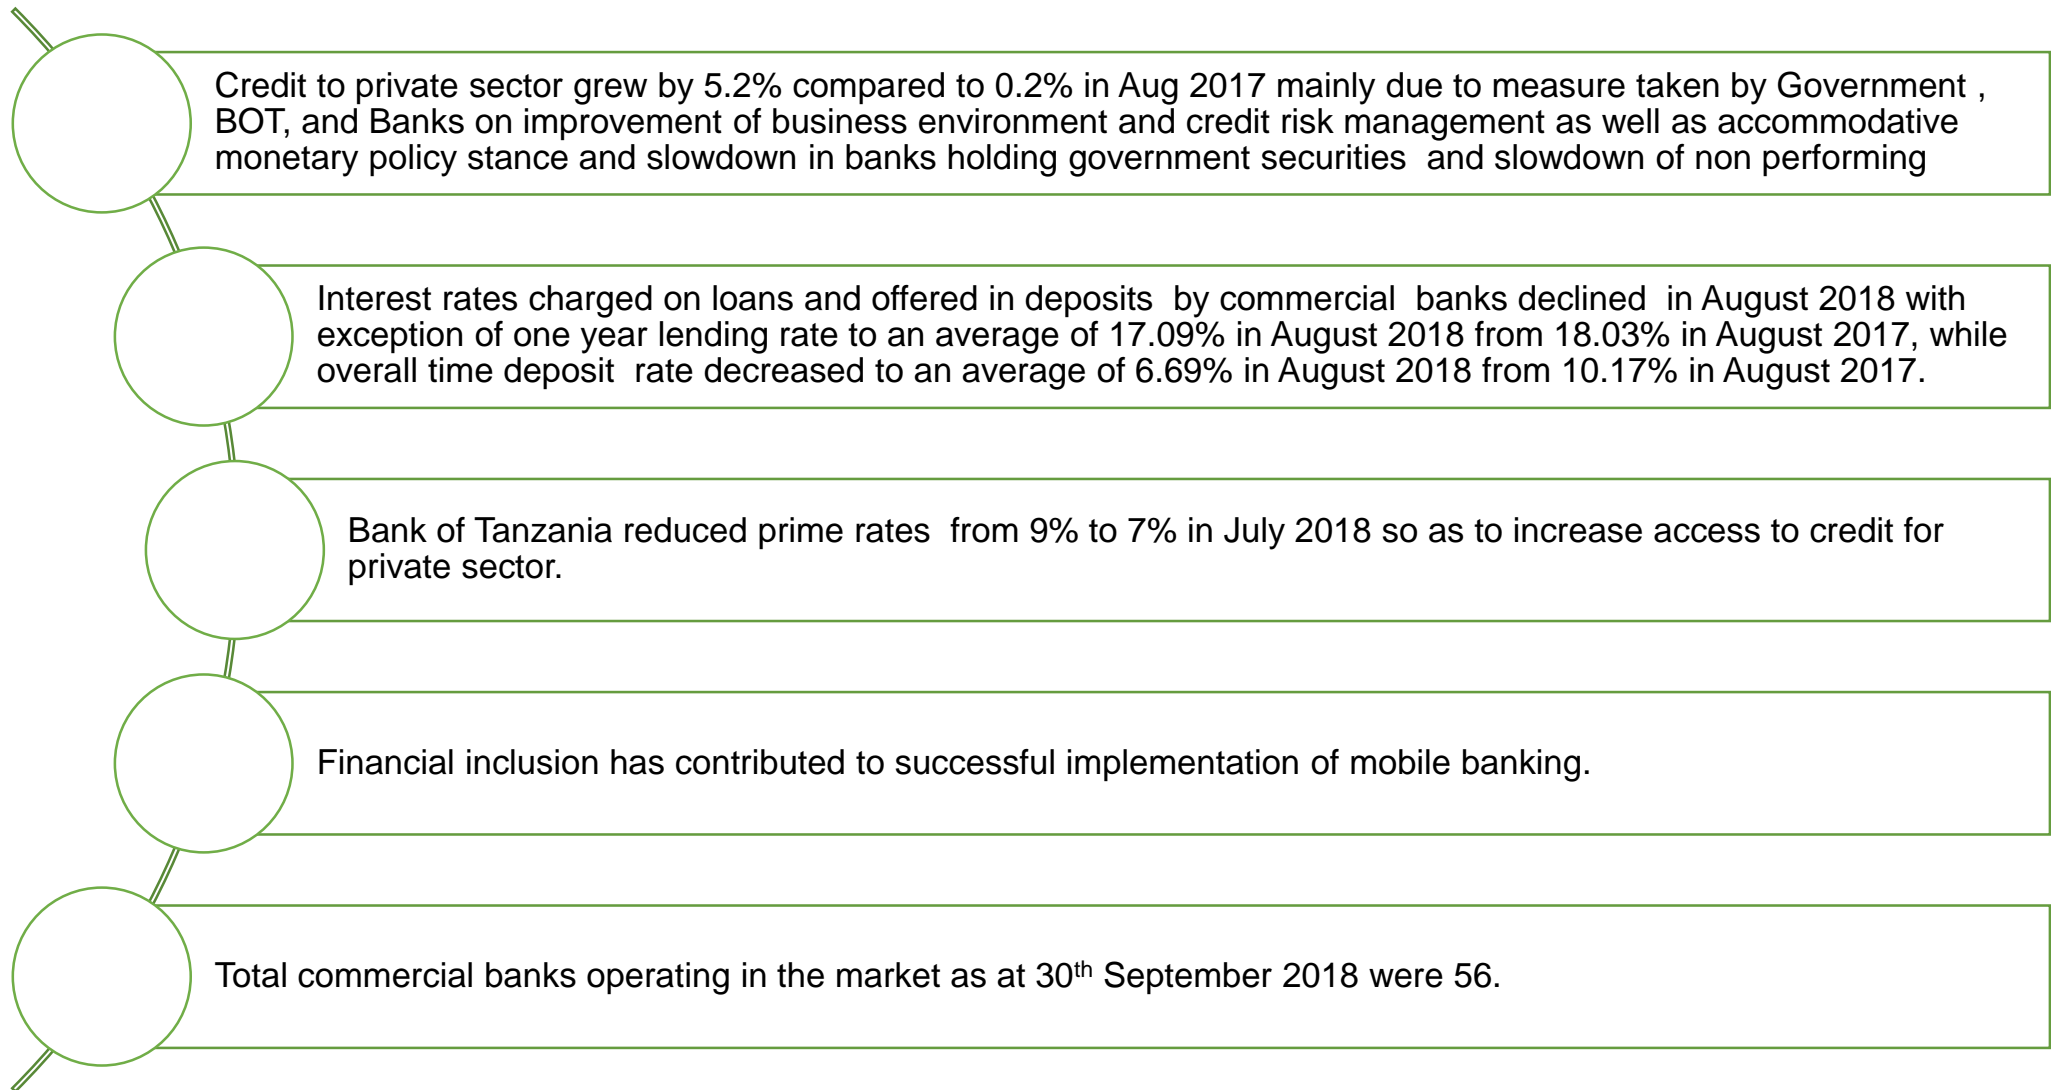 Credit to private sector grew by 5.2% compared to 0.2% in Aug 2017 mainly due to measure taken by Government ,
BOT, and Banks on improvement of business environment and credit risk management as well as accommodative
monetary policy stance and slowdown in banks holding government securities  and slowdown of non performing
Interest rates charged on loans and offered in deposits  by commercial  banks declined  in August 2018 with
exception of one year lending rate to an average of 17.09% in August 2018 from 18.03% in August 2017, while
overall time deposit  rate decreased to an average of 6.69% in August 2018 from 10.17% in August 2017.
Bank of Tanzania reduced prime rates  from 9% to 7% in July 2018 so as to increase access to credit for
private sector.
Financial inclusion has contributed to successful implementation of mobile banking.
Total commercial banks operating in the market as at 30th September 2018 were 56.